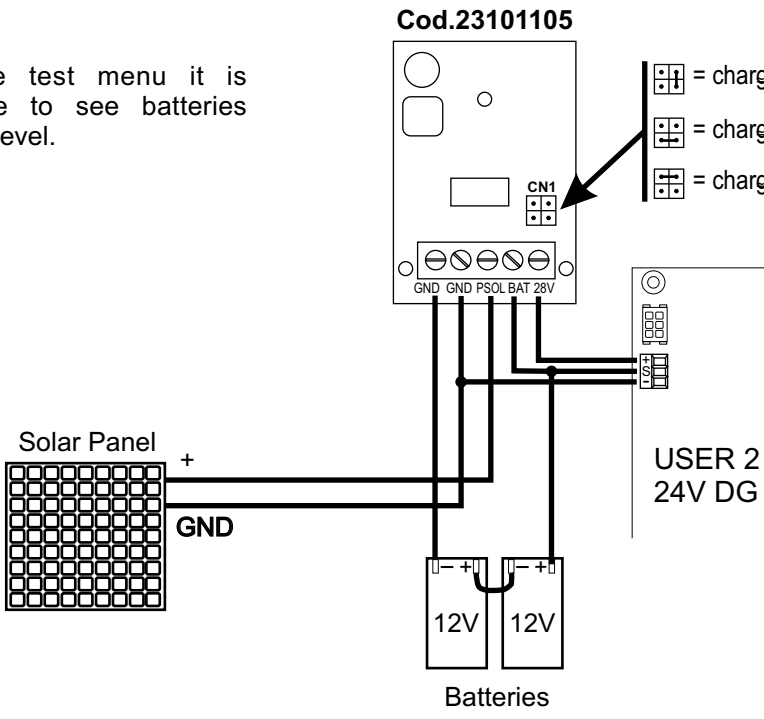 Cod.23101105
test menu it is
to see batteries
= charg
= charg
= charg
CN1
GND GND PSOL BAT 28V
+
S
-
Solar Panel
+
GND
USER 2
24V DG
- + - +
12V 12V
Batteries